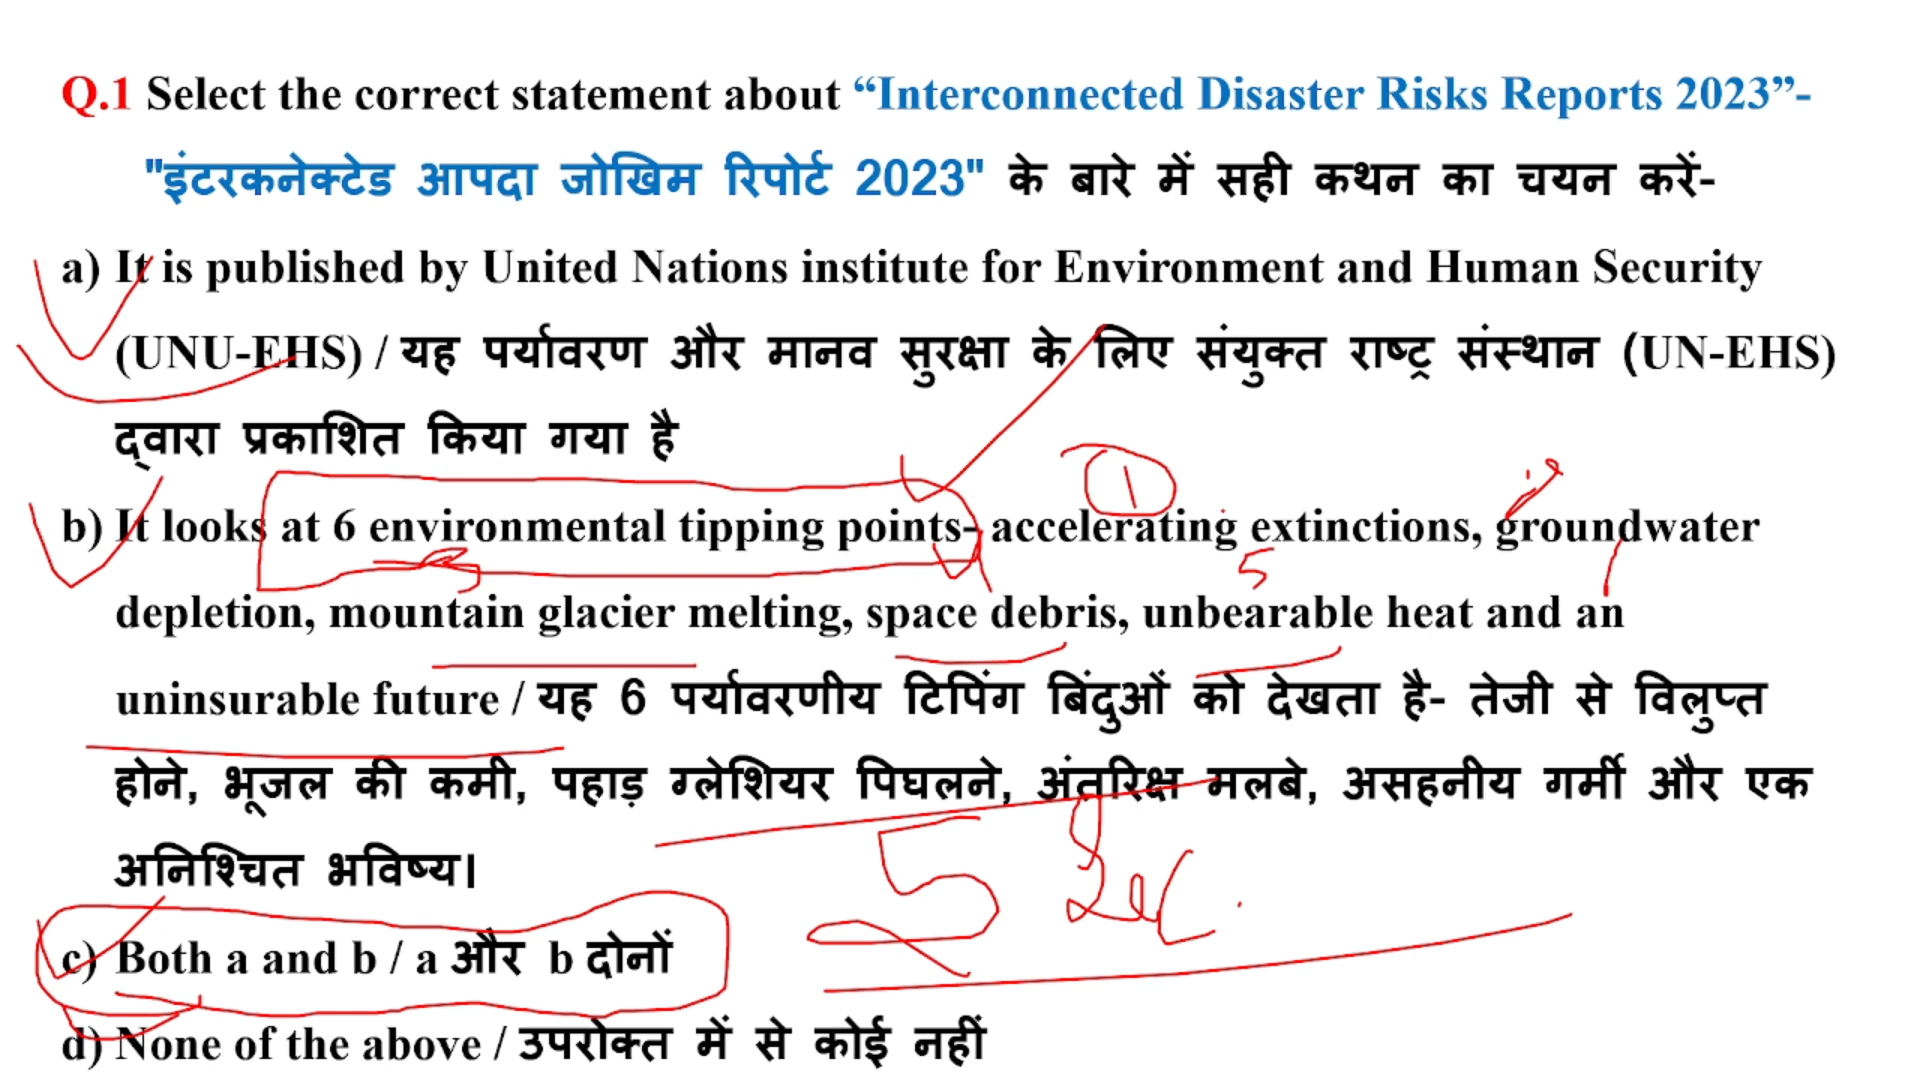 Q.1 Select the correct statement about “Interconnected Disaster Risks Reports 2023”-
"इंटरकनेक्टेड आपदा जोखिम रिपोर्ट 2023" के बारे में सही कथन का चयन करें-
a) It is published by United Nations institute for Environment and Human Security
(UNU-EHS) / यह पर्यावरण और मानव सुरक्षा के लिए संयुक्त राष्ट्र संस्थान (UN-EHS)
द्वारा प्रकाशित किया गया है
1
b) It looks at 6 environmental tipping points- accelerating extinctions, groundwater
5
depletion, mountain glacier melting, space debris, unbearable heat and an
uninsurable future / यह 6 पर्यावरणीय टिपिंग बिंदुओं को देखता है- तेजी से विलुप्त
होने, भूजल की कमी, पहाड़ ग्लेशियर पिघलने, अंतरिक्ष मलबे, असहनीय गर्मी और एक
अनिश्चित भविष्य।
5
c) Both a and b / a और b दोनों
d) None of the above / उपरोक्त में से कोई नहीं